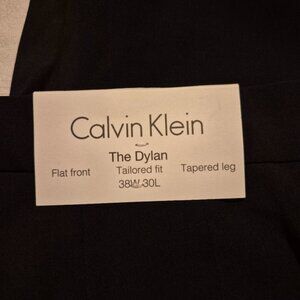 Calvin Klein
The Dylan
Flat front Tailored fit Tapered leg
38W 30L